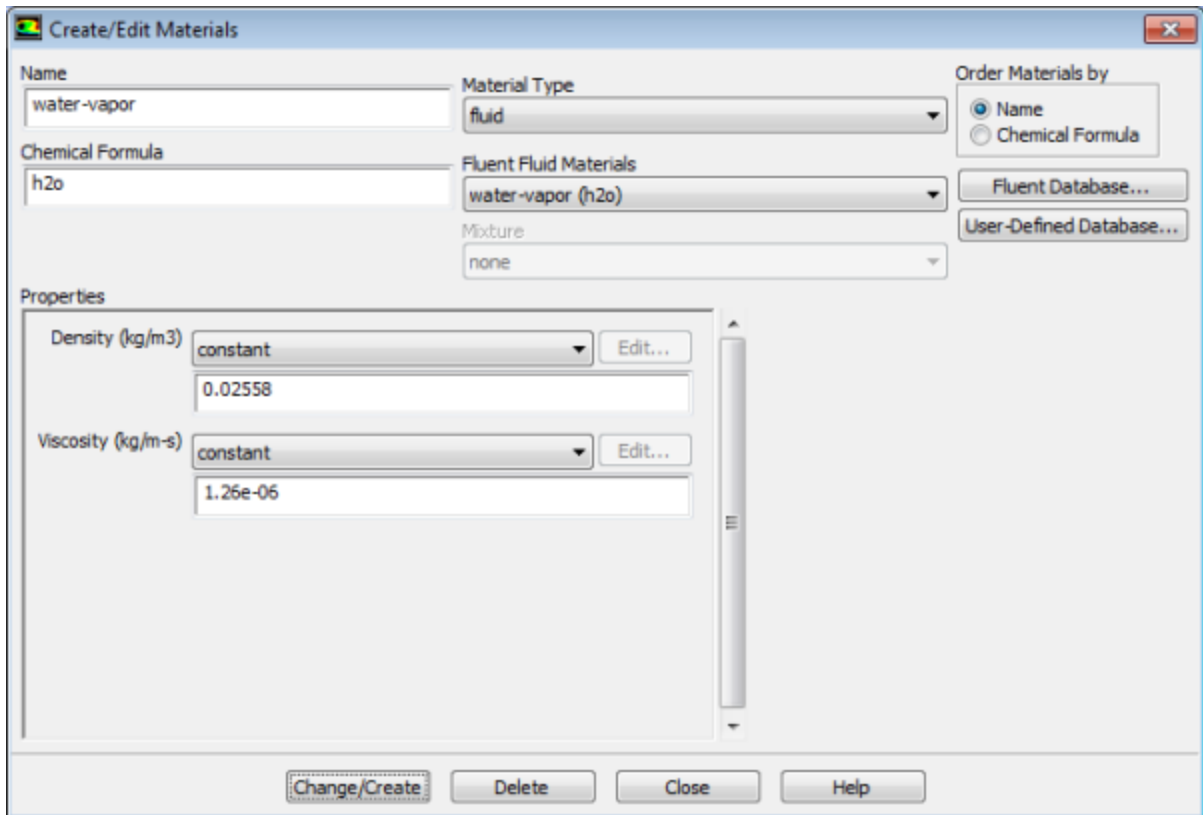 Create/Edit Materials
Name
water-vapor
Material Type
fluid
Order Materials by
Name
Chemical Formula
Chemical Formula
h2o
Fluent Fluid Materials
water-vapor (h2o)
Fluent Database...
User-Defined Database...
Mixture
none
Properties
Density (kg/m3) constant Edit...
0.02558
Viscosity (kg/m-s) constant Edit...
1.26e-06
Change/Create Delete Close Help